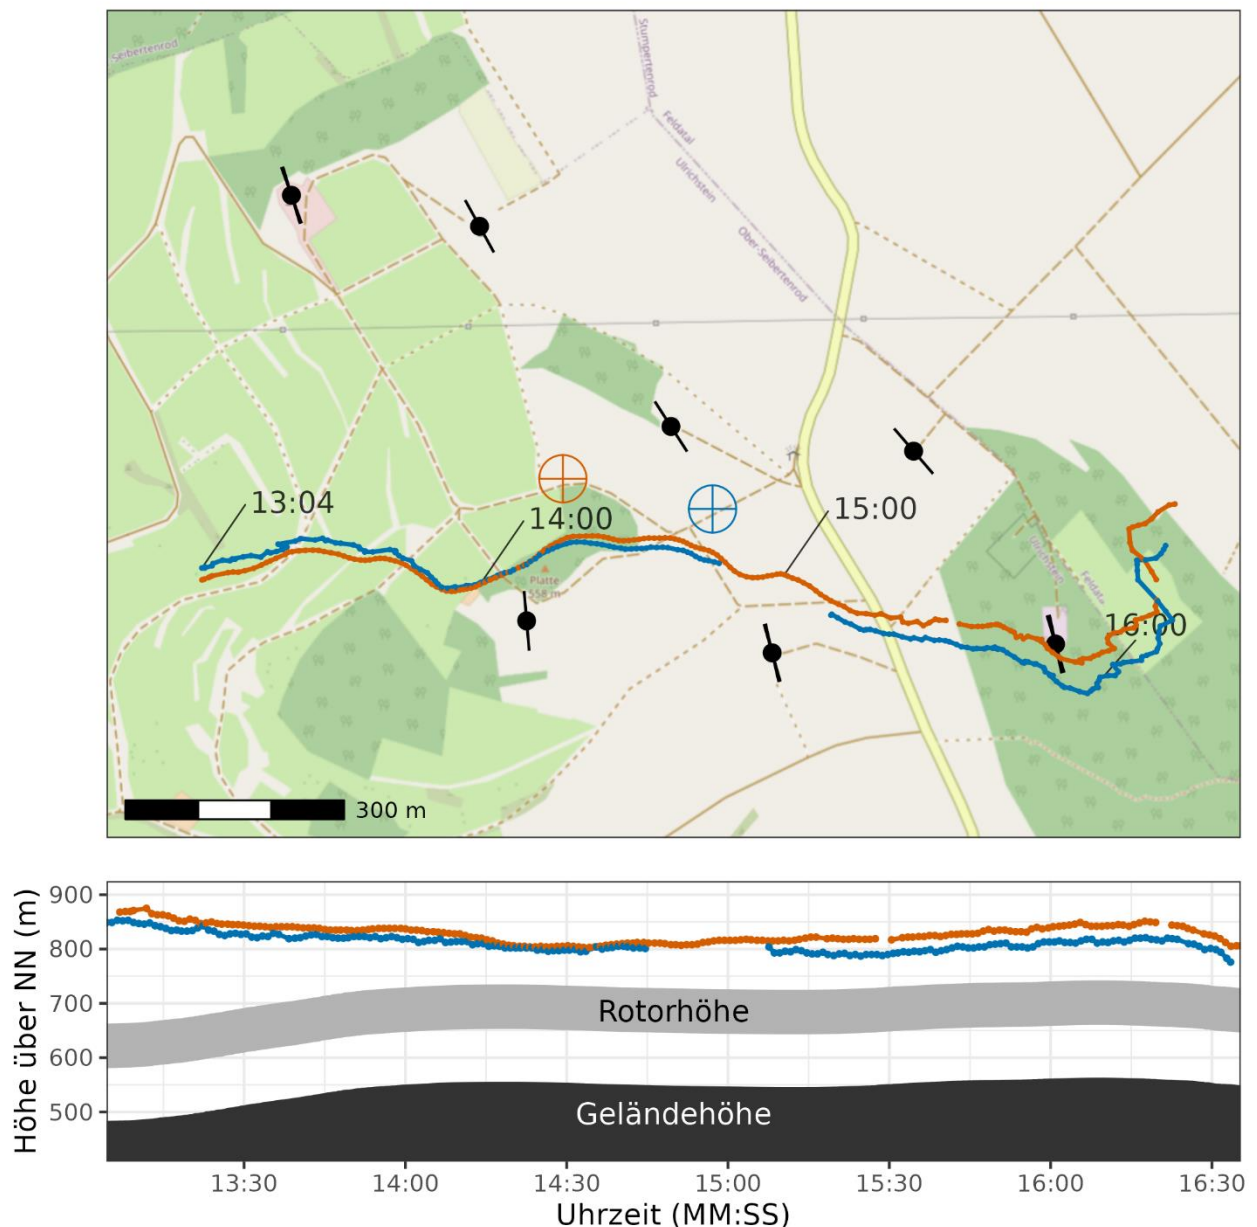 Seibertenrod
Stumpertenrod
Feldatal
Ulrichstein
Ober-Seibertenrod
13:04
14:00
15:00
Platte
558 m
Ulrichstein
Feldata
16:00
300 m
Höhe über NN (m)
900
800
700
600
500
Rotorhöhe
Geländehöhe
13:30
14:00
14:30
15:00
15:30
16:00
16:30
Uhrzeit (MM:SS)